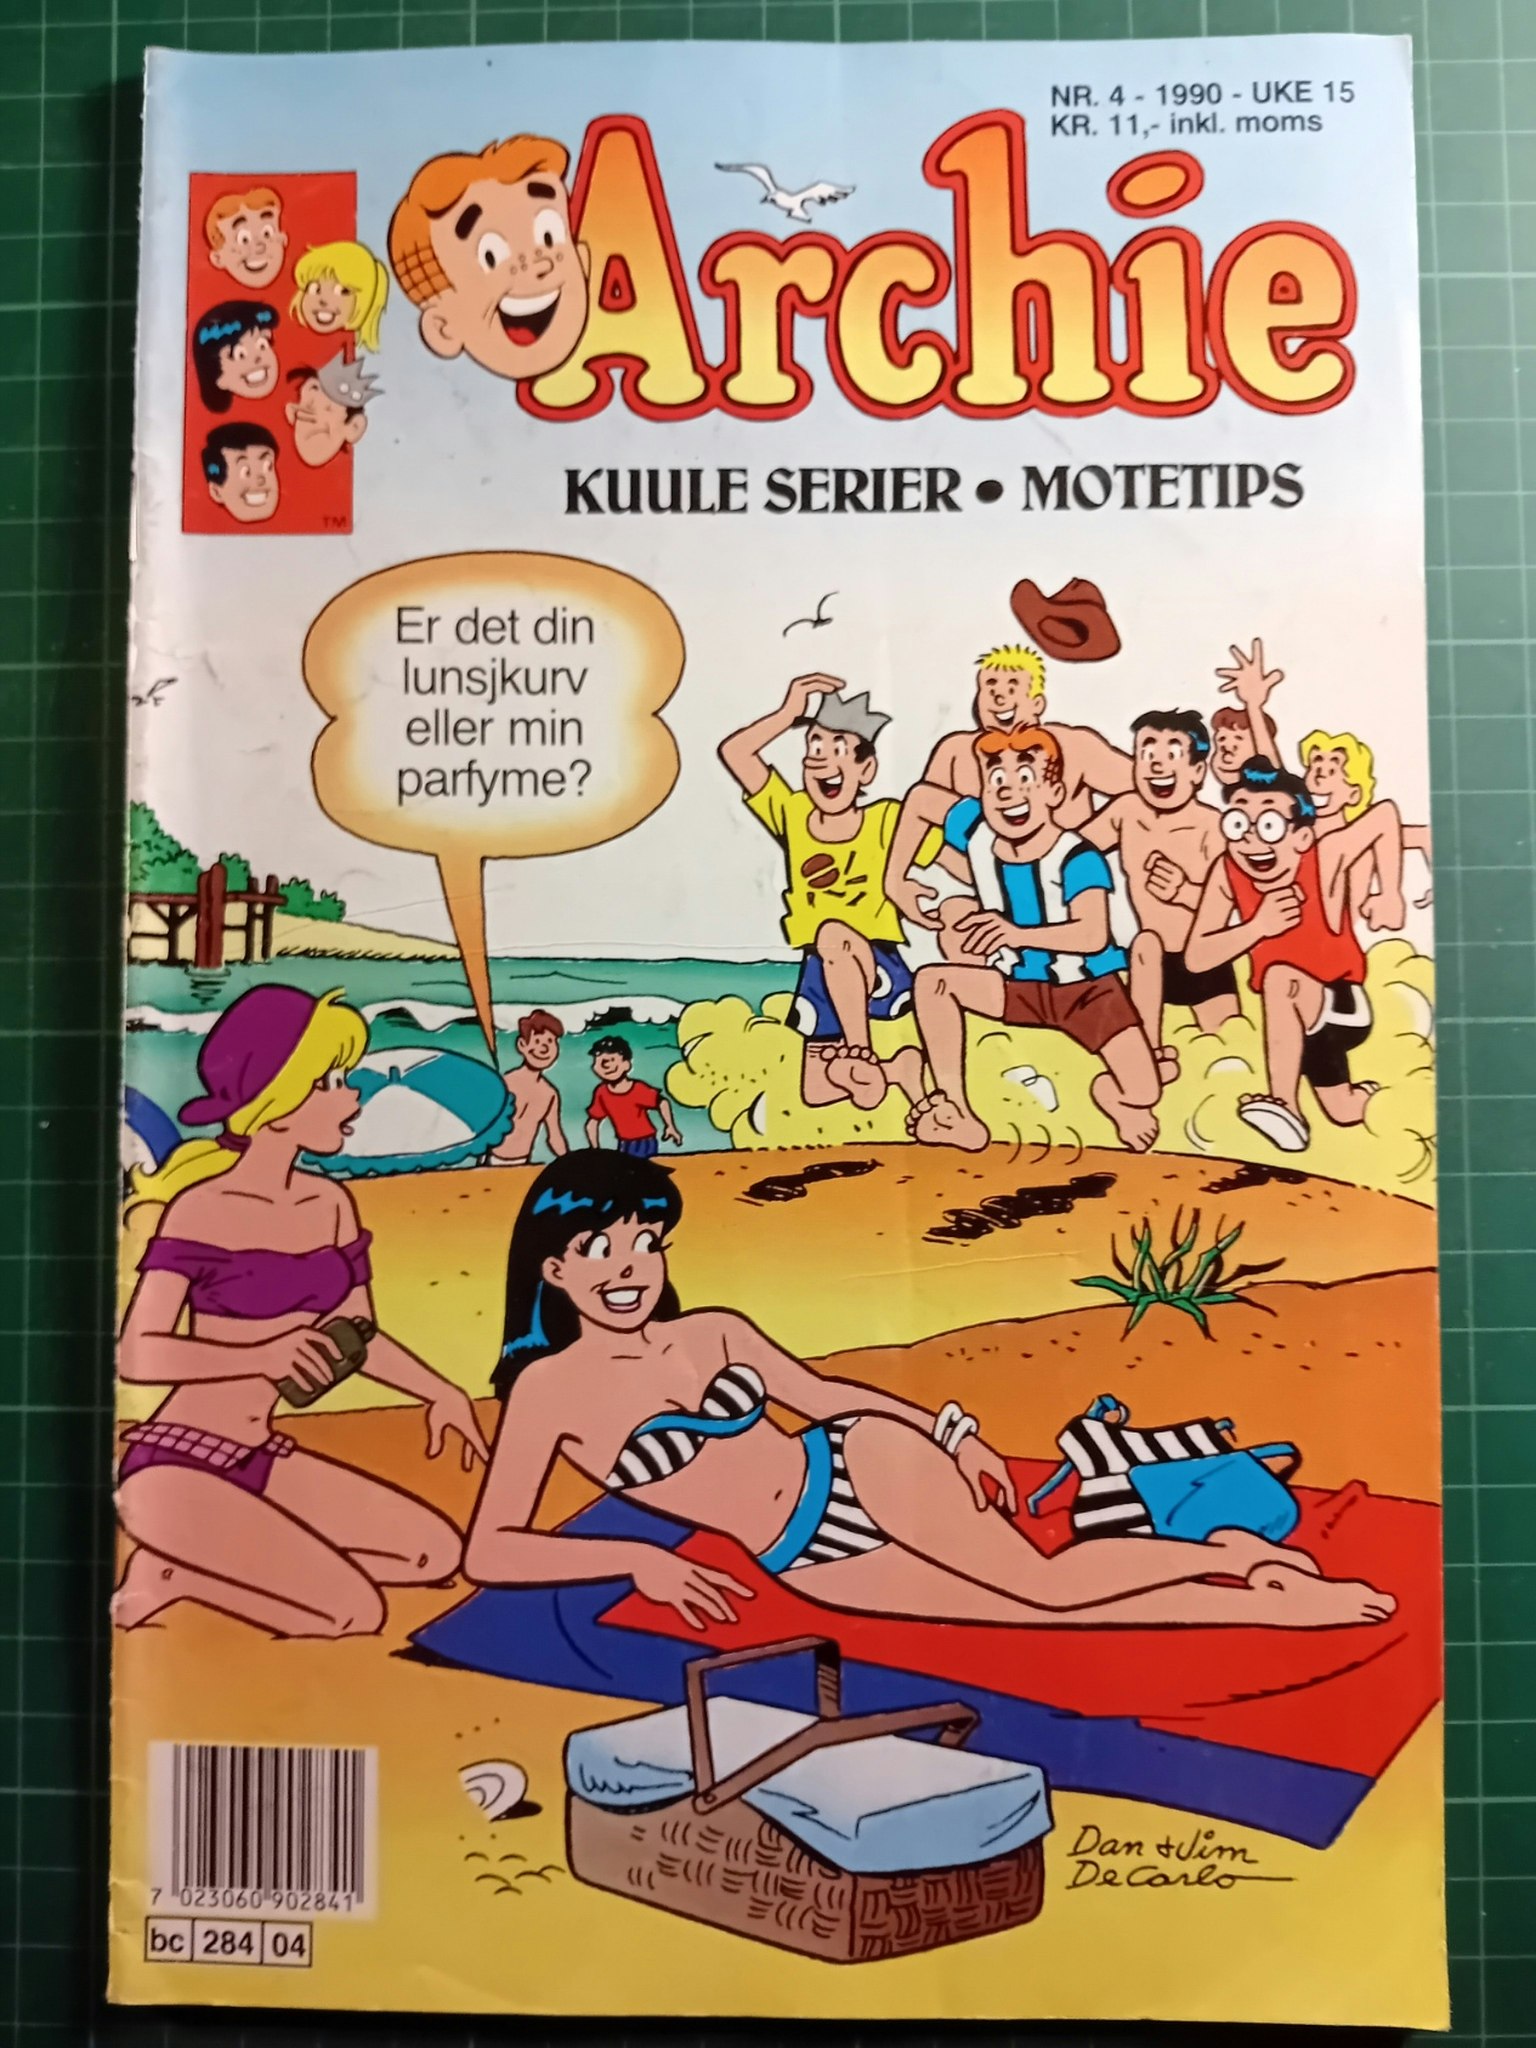 NR. 4 - 1990 - UKE 15
KR. 11,- inkl. moms
Archie
TM
KUULE SERIER • MOTETIPS
Er det din
lunsjkurv
eller min
parfyme?
Dan + Jim
DeCarlo
7 023060 902841
bc 284 04